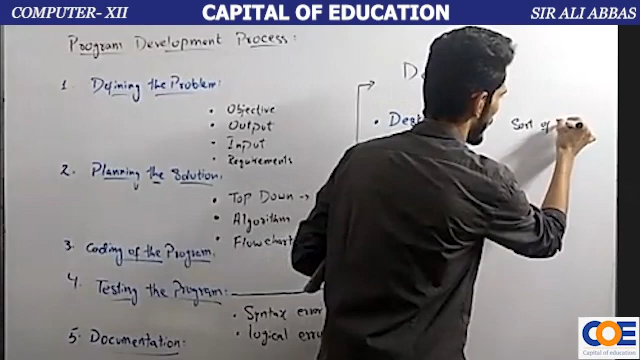 COMPUTER- XII
CAPITAL OF EDUCATION
SIR ALI ABBAS
Program Development Process:
1. Defining the Problem:
• Objective
• Output
• Input
• Requirements
2. Planning the Solution.
• Top Down →
• Algorithm
• Flowchart
3. Coding of the Program.
4. Testing the Program:
• Syntax error
• logical erro
5. Documentation:
Sort of
COE
Capital of education